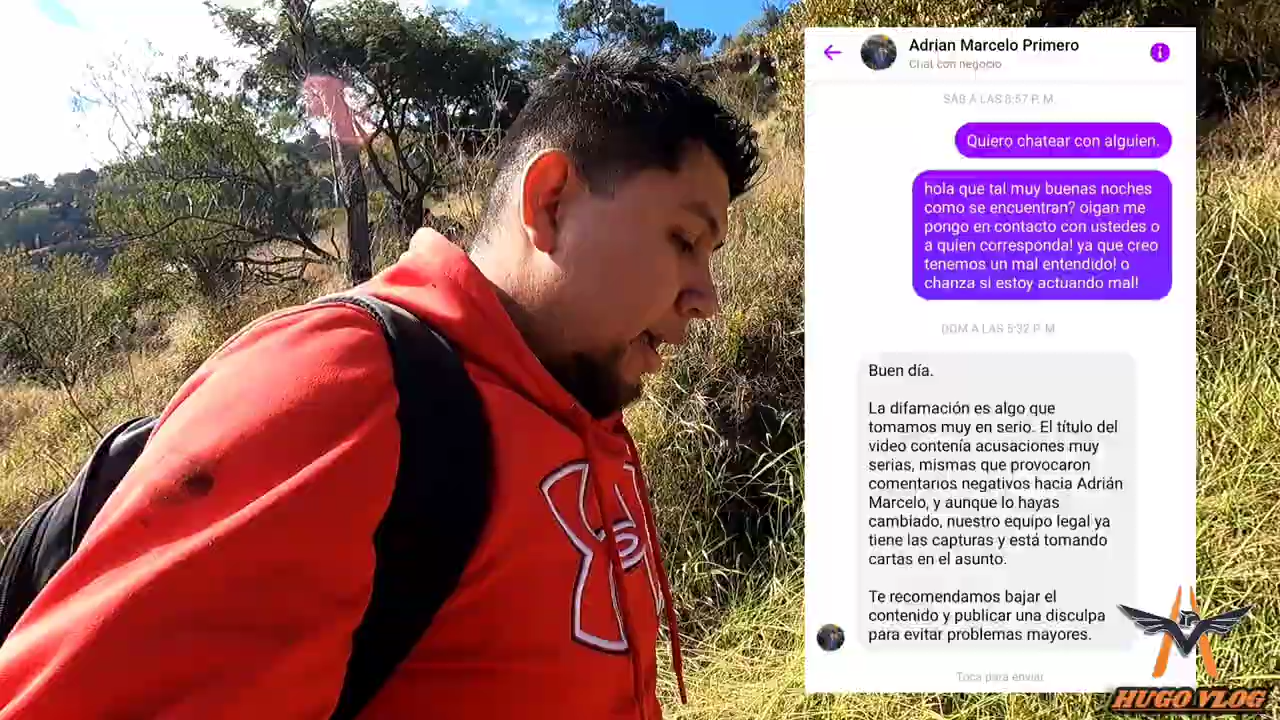 Adrian Marcelo Primero
Chat con negocio
SÁB A LAS 8:57 P. M.
Quiero chatear con alguien.
hola que tal muy buenas noches
como se encuentran? oigan me
pongo en contacto con ustedes o
a quien corresponda! ya que creo
tenemos un mal entendido! o
chanza si estoy actuando mal!
DOM A LAS 5:32 P. M.
Buen día.
La difamación es algo que
tomamos muy en serio. El título del
video contenía acusaciones muy
serias, mismas que provocaron
comentarios negativos hacia Adrián
Marcelo, y aunque lo hayas
cambiado, nuestro equipo legal ya
tiene las capturas y está tomando
cartas en el asunto.
Te recomendamos bajar el
contenido y publicar una disculpa
para evitar problemas mayores.
Toca para enviar
HUGO VLOG